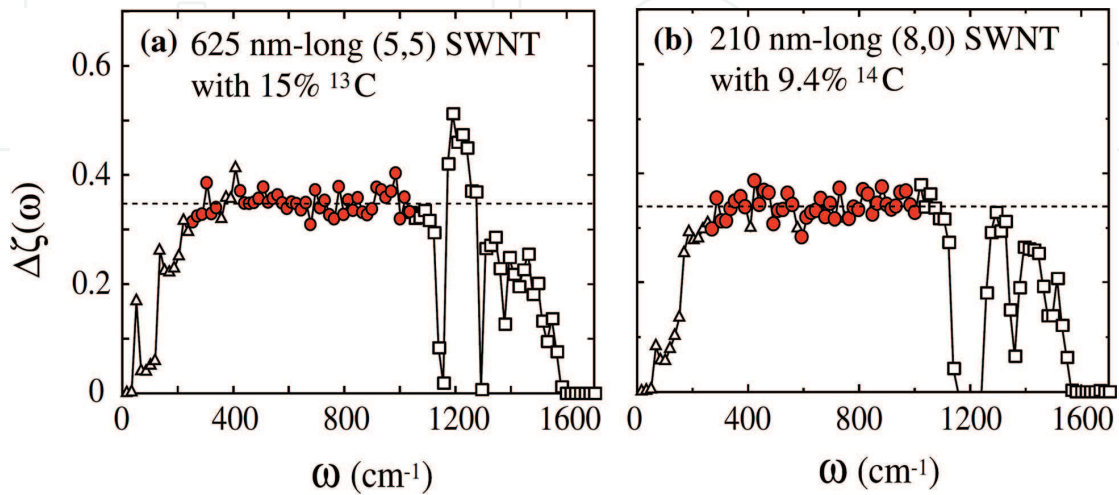 (a) 625 nm-long (5,5) SWNT
with 15% ¹³C
0.6
0.4
0.2
0
Δζ(ω)
0 400 800 1200 1600
ω (cm⁻¹)
(b) 210 nm-long (8,0) SWNT
with 9.4% ¹⁴C
0 400 800 1200 1600
ω (cm⁻¹)